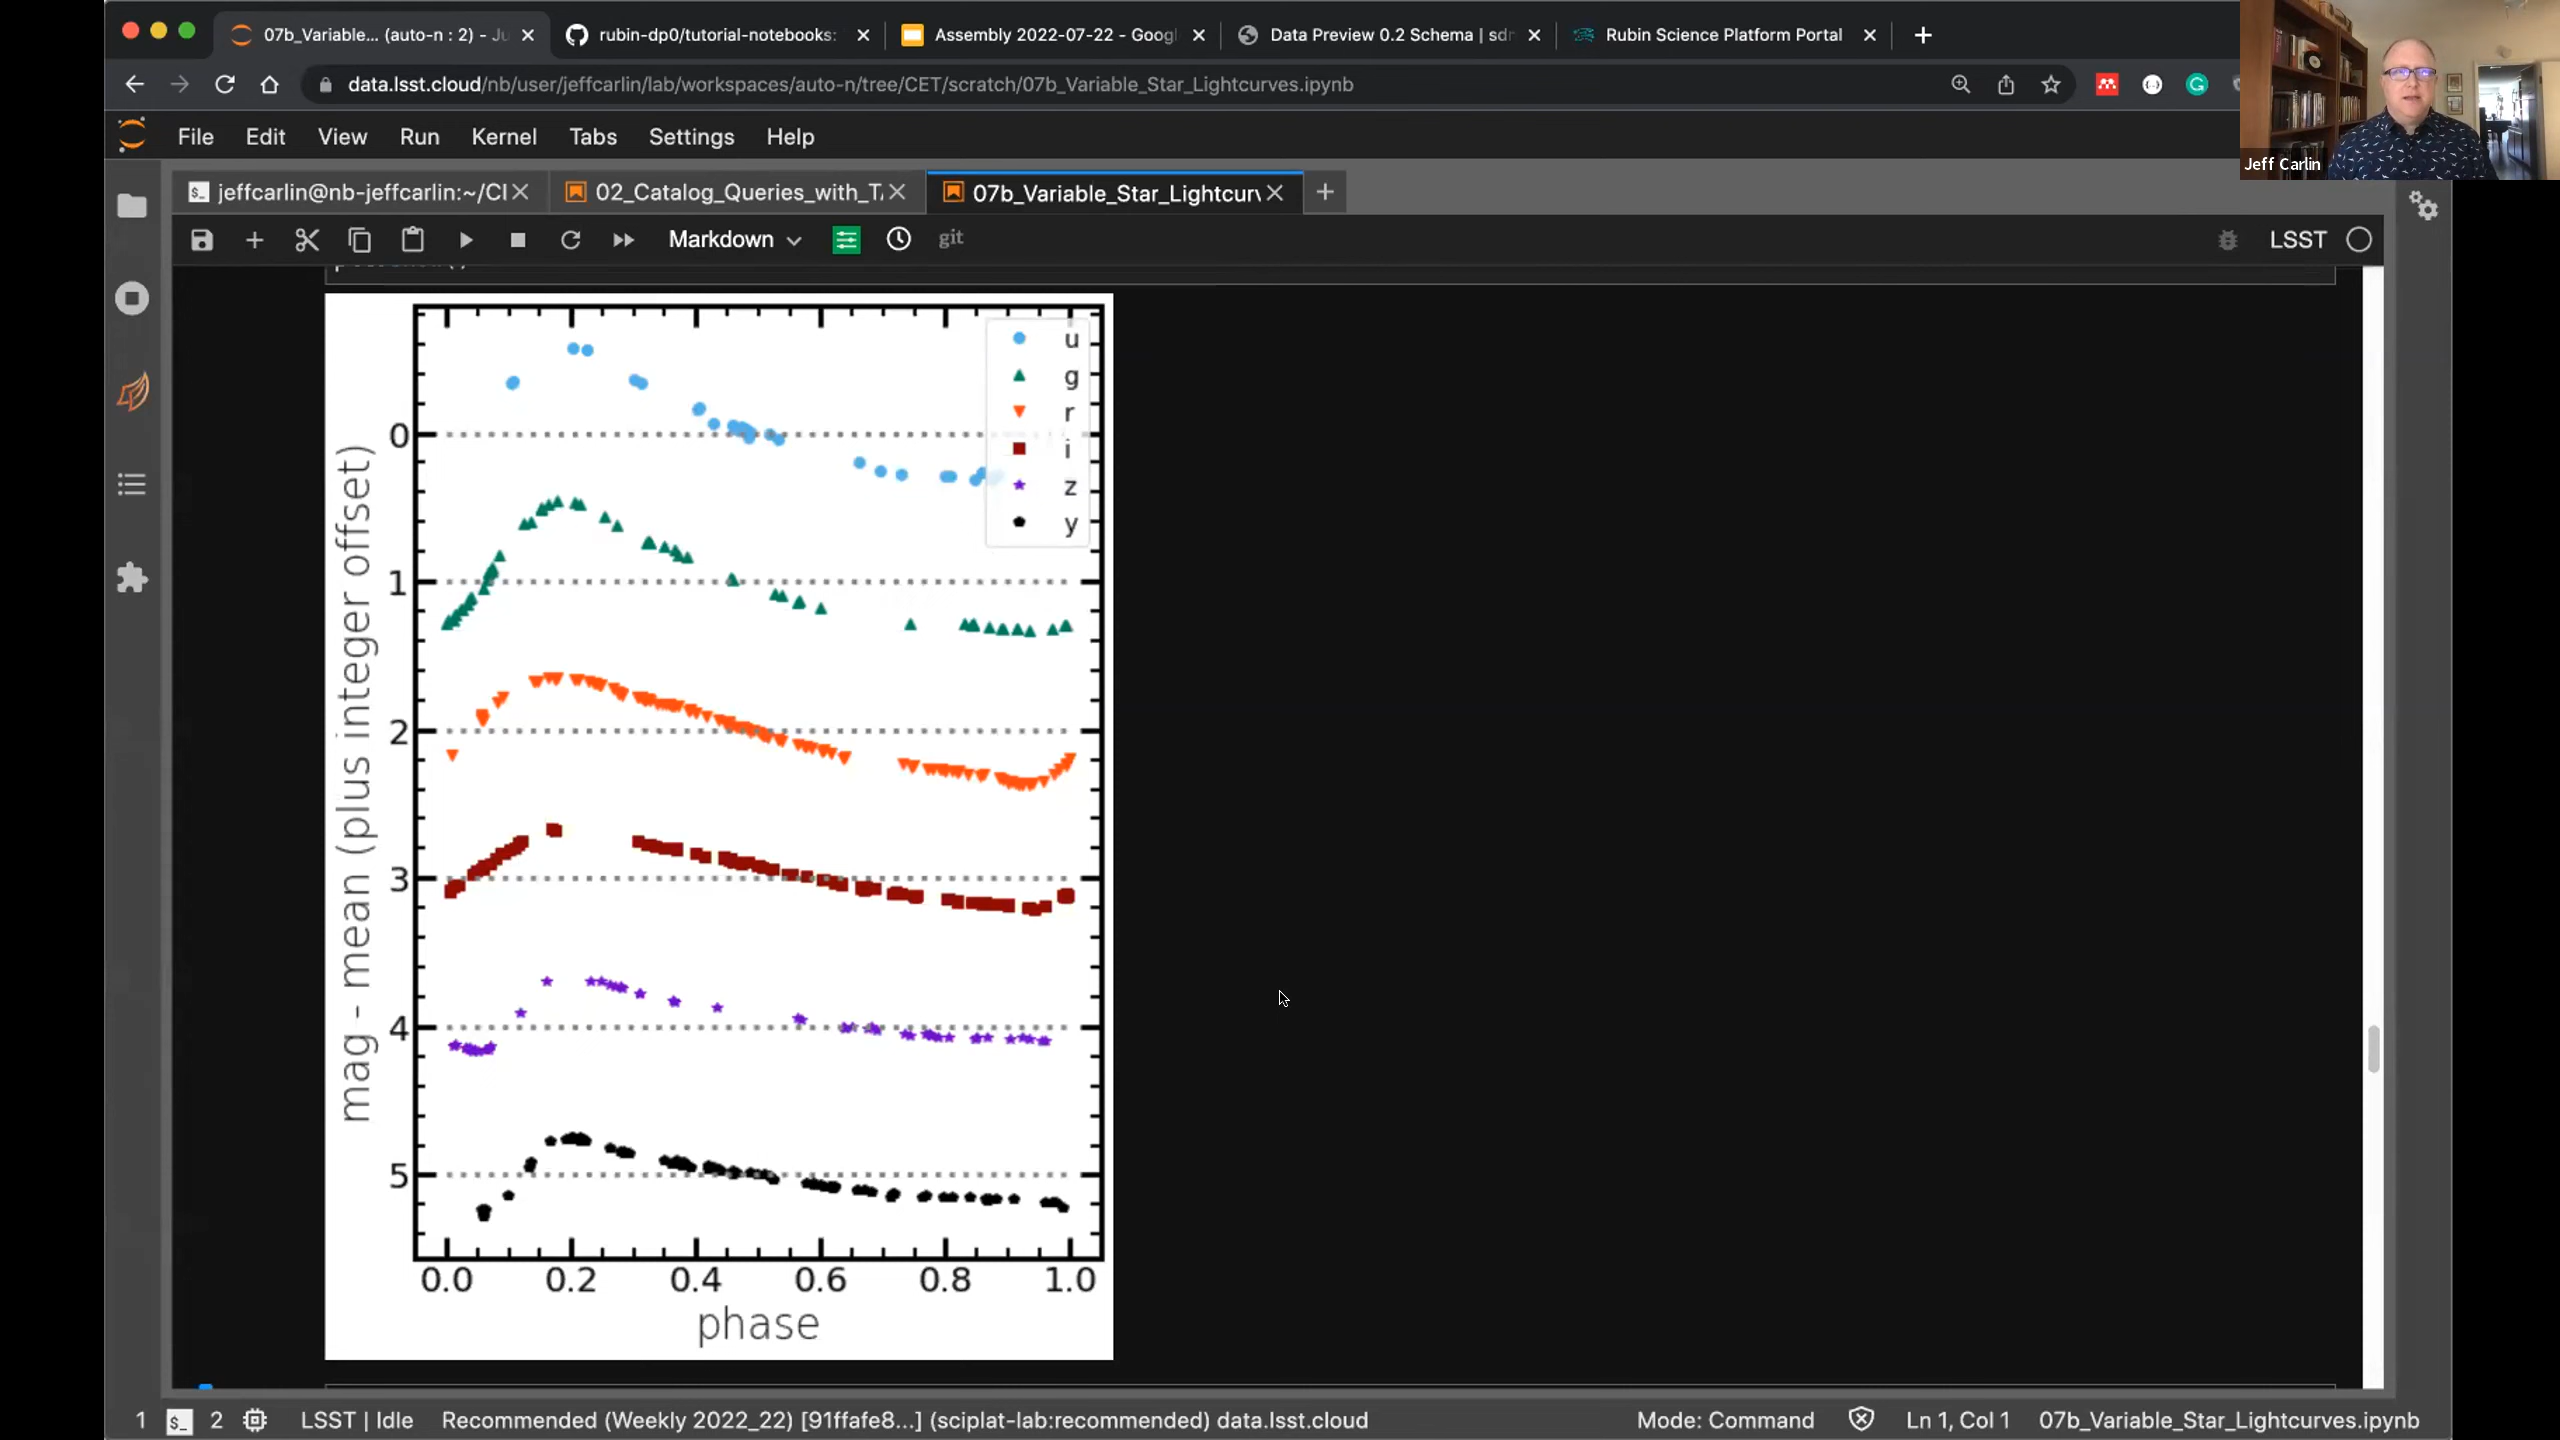 07b_Variable... (auto-n : 2) - Ju
rubin-dp0/tutorial-notebooks:
Assembly 2022-07-22 - Googl
Data Preview 0.2 Schema | sdm
Rubin Science Platform Portal
data.lsst.cloud/nb/user/jeffcarlin/lab/workspaces/auto-n/tree/CET/scratch/07b_Variable_Star_Lightcurves.ipynb
Jeff Carlin
File Edit View Run Kernel Tabs Settings Help
jeffcarlin@nb-jeffcarlin:~/CI
02_Catalog_Queries_with_TA
07b_Variable_Star_Lightcurv
Markdown
git
LSST
u
g
r
i
z
y
0
1
2
3
4
5
mag - mean (plus integer offset)
0.0 0.2 0.4 0.6 0.8 1.0
phase
1 $_ 2 LSST | Idle Recommended (Weekly 2022_22) [91ffafe8...] (sciplat-lab:recommended) data.lsst.cloud Mode: Command Ln 1, Col 1 07b_Variable_Star_Lightcurves.ipynb